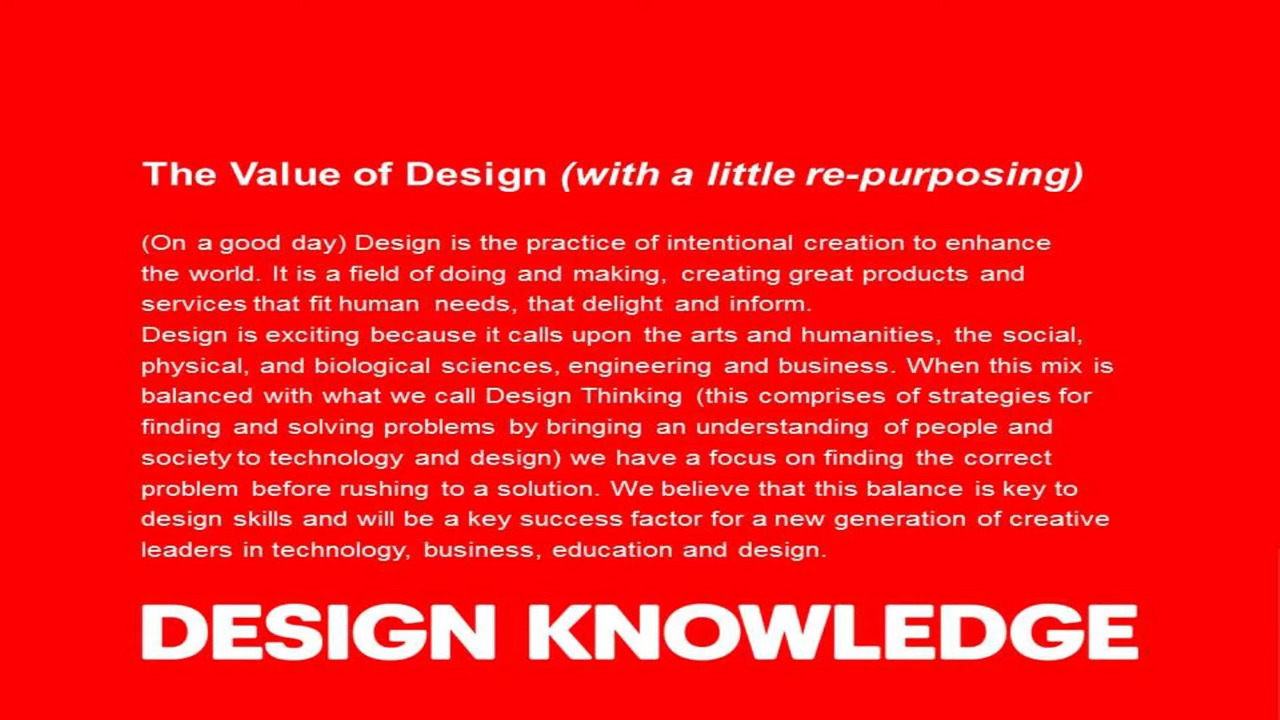 The Value of Design (with a little re-purposing)
(On a good day) Design is the practice of intentional creation to enhance
the world. It is a field of doing and making, creating great products and
services that fit human needs, that delight and inform.
Design is exciting because it calls upon the arts and humanities, the social,
physical, and biological sciences, engineering and business. When this mix is
balanced with what we call Design Thinking (this comprises of strategies for
finding and solving problems by bringing an understanding of people and
society to technology and design) we have a focus on finding the correct
problem before rushing to a solution. We believe that this balance is key to
design skills and will be a key success factor for a new generation of creative
leaders in technology, business, education and design.
DESIGN KNOWLEDGE